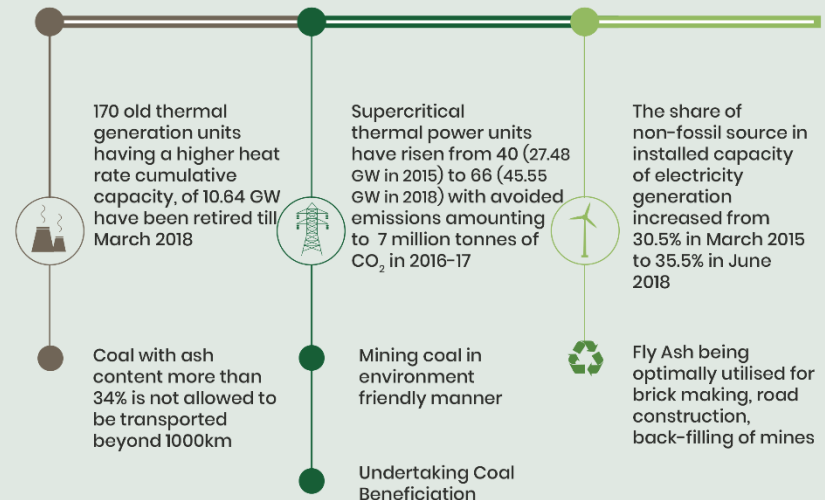 170 old thermal
generation units
having a higher heat
rate cumulative
capacity, of 10.64 GW
have been retired till
March 2018
Supercritical
thermal power units
have risen from 40 (27.48
GW in 2015) to 66 (45.55
GW in 2018) with avoided
emissions amounting
to 7 million tonnes of
CO₂ in 2016-17
The share of
non-fossil source in
installed capacity
of electricity
generation
increased from
30.5% in March 2015
to 35.5% in June
2018
Coal with ash
content more than
34% is not allowed to
be transported
beyond 1000km
Mining coal in
environment
friendly manner
Fly Ash being
optimally utilised for
brick making, road
construction,
back-filling of mines
Undertaking Coal
Beneficiation